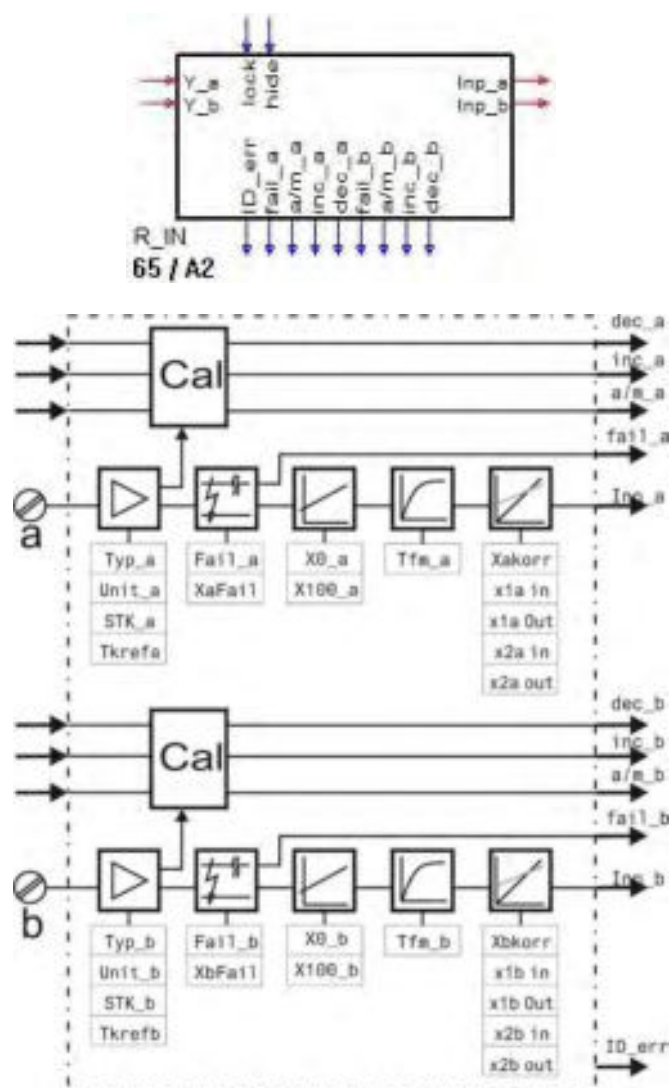 lock
hide
Y_a
Y_b
Inp_a
Inp_b
ID_err
fail_a
a/m_a
inc_a
dec_a
fail_b
a/m_b
inc_b
dec_b
R_IN
65 / A2
dec_a
inc_a
a/m_a
Cal
fail_a
Inp_a
a
Typ_a
Unit_a
STK_a
Tkrefa
Fail_a
XaFail
X0_a
X100_a
Tfm_a
Xakorr
x1a in
x1a Out
x2a in
x2a out
dec_b
inc_b
a/m_b
Cal
fail_b
Inp_b
b
Typ_b
Unit_b
STK_b
Tkrefb
Fail_b
XbFail
X0_b
X100_b
Tfm_b
Xbkorr
x1b in
x1b Out
x2b in
x2b out
ID_err